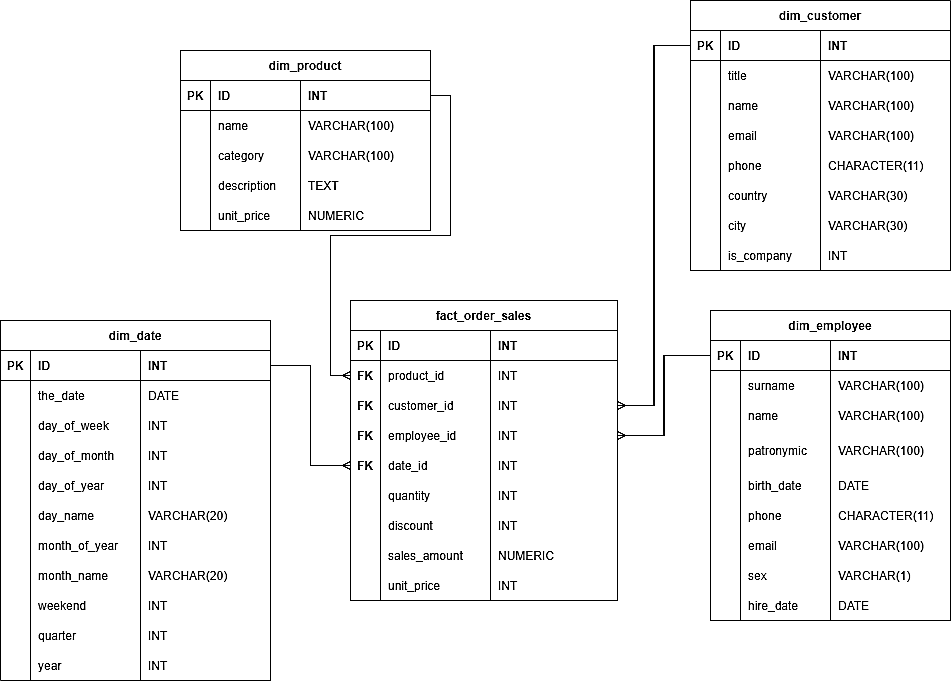 dim_customer
PK ID INT
title VARCHAR(100)
name VARCHAR(100)
email VARCHAR(100)
phone CHARACTER(11)
country VARCHAR(30)
city VARCHAR(30)
is_company INT
dim_product
PK ID INT
name VARCHAR(100)
category VARCHAR(100)
description TEXT
unit_price NUMERIC
dim_date
PK ID INT
the_date DATE
day_of_week INT
day_of_month INT
day_of_year INT
day_name VARCHAR(20)
month_of_year INT
month_name VARCHAR(20)
weekend INT
quarter INT
year INT
fact_order_sales
PK ID INT
FK product_id INT
FK customer_id INT
FK employee_id INT
FK date_id INT
quantity INT
discount INT
sales_amount NUMERIC
unit_price INT
dim_employee
PK ID INT
surname VARCHAR(100)
name VARCHAR(100)
patronymic VARCHAR(100)
birth_date DATE
phone CHARACTER(11)
email VARCHAR(100)
sex VARCHAR(1)
hire_date DATE